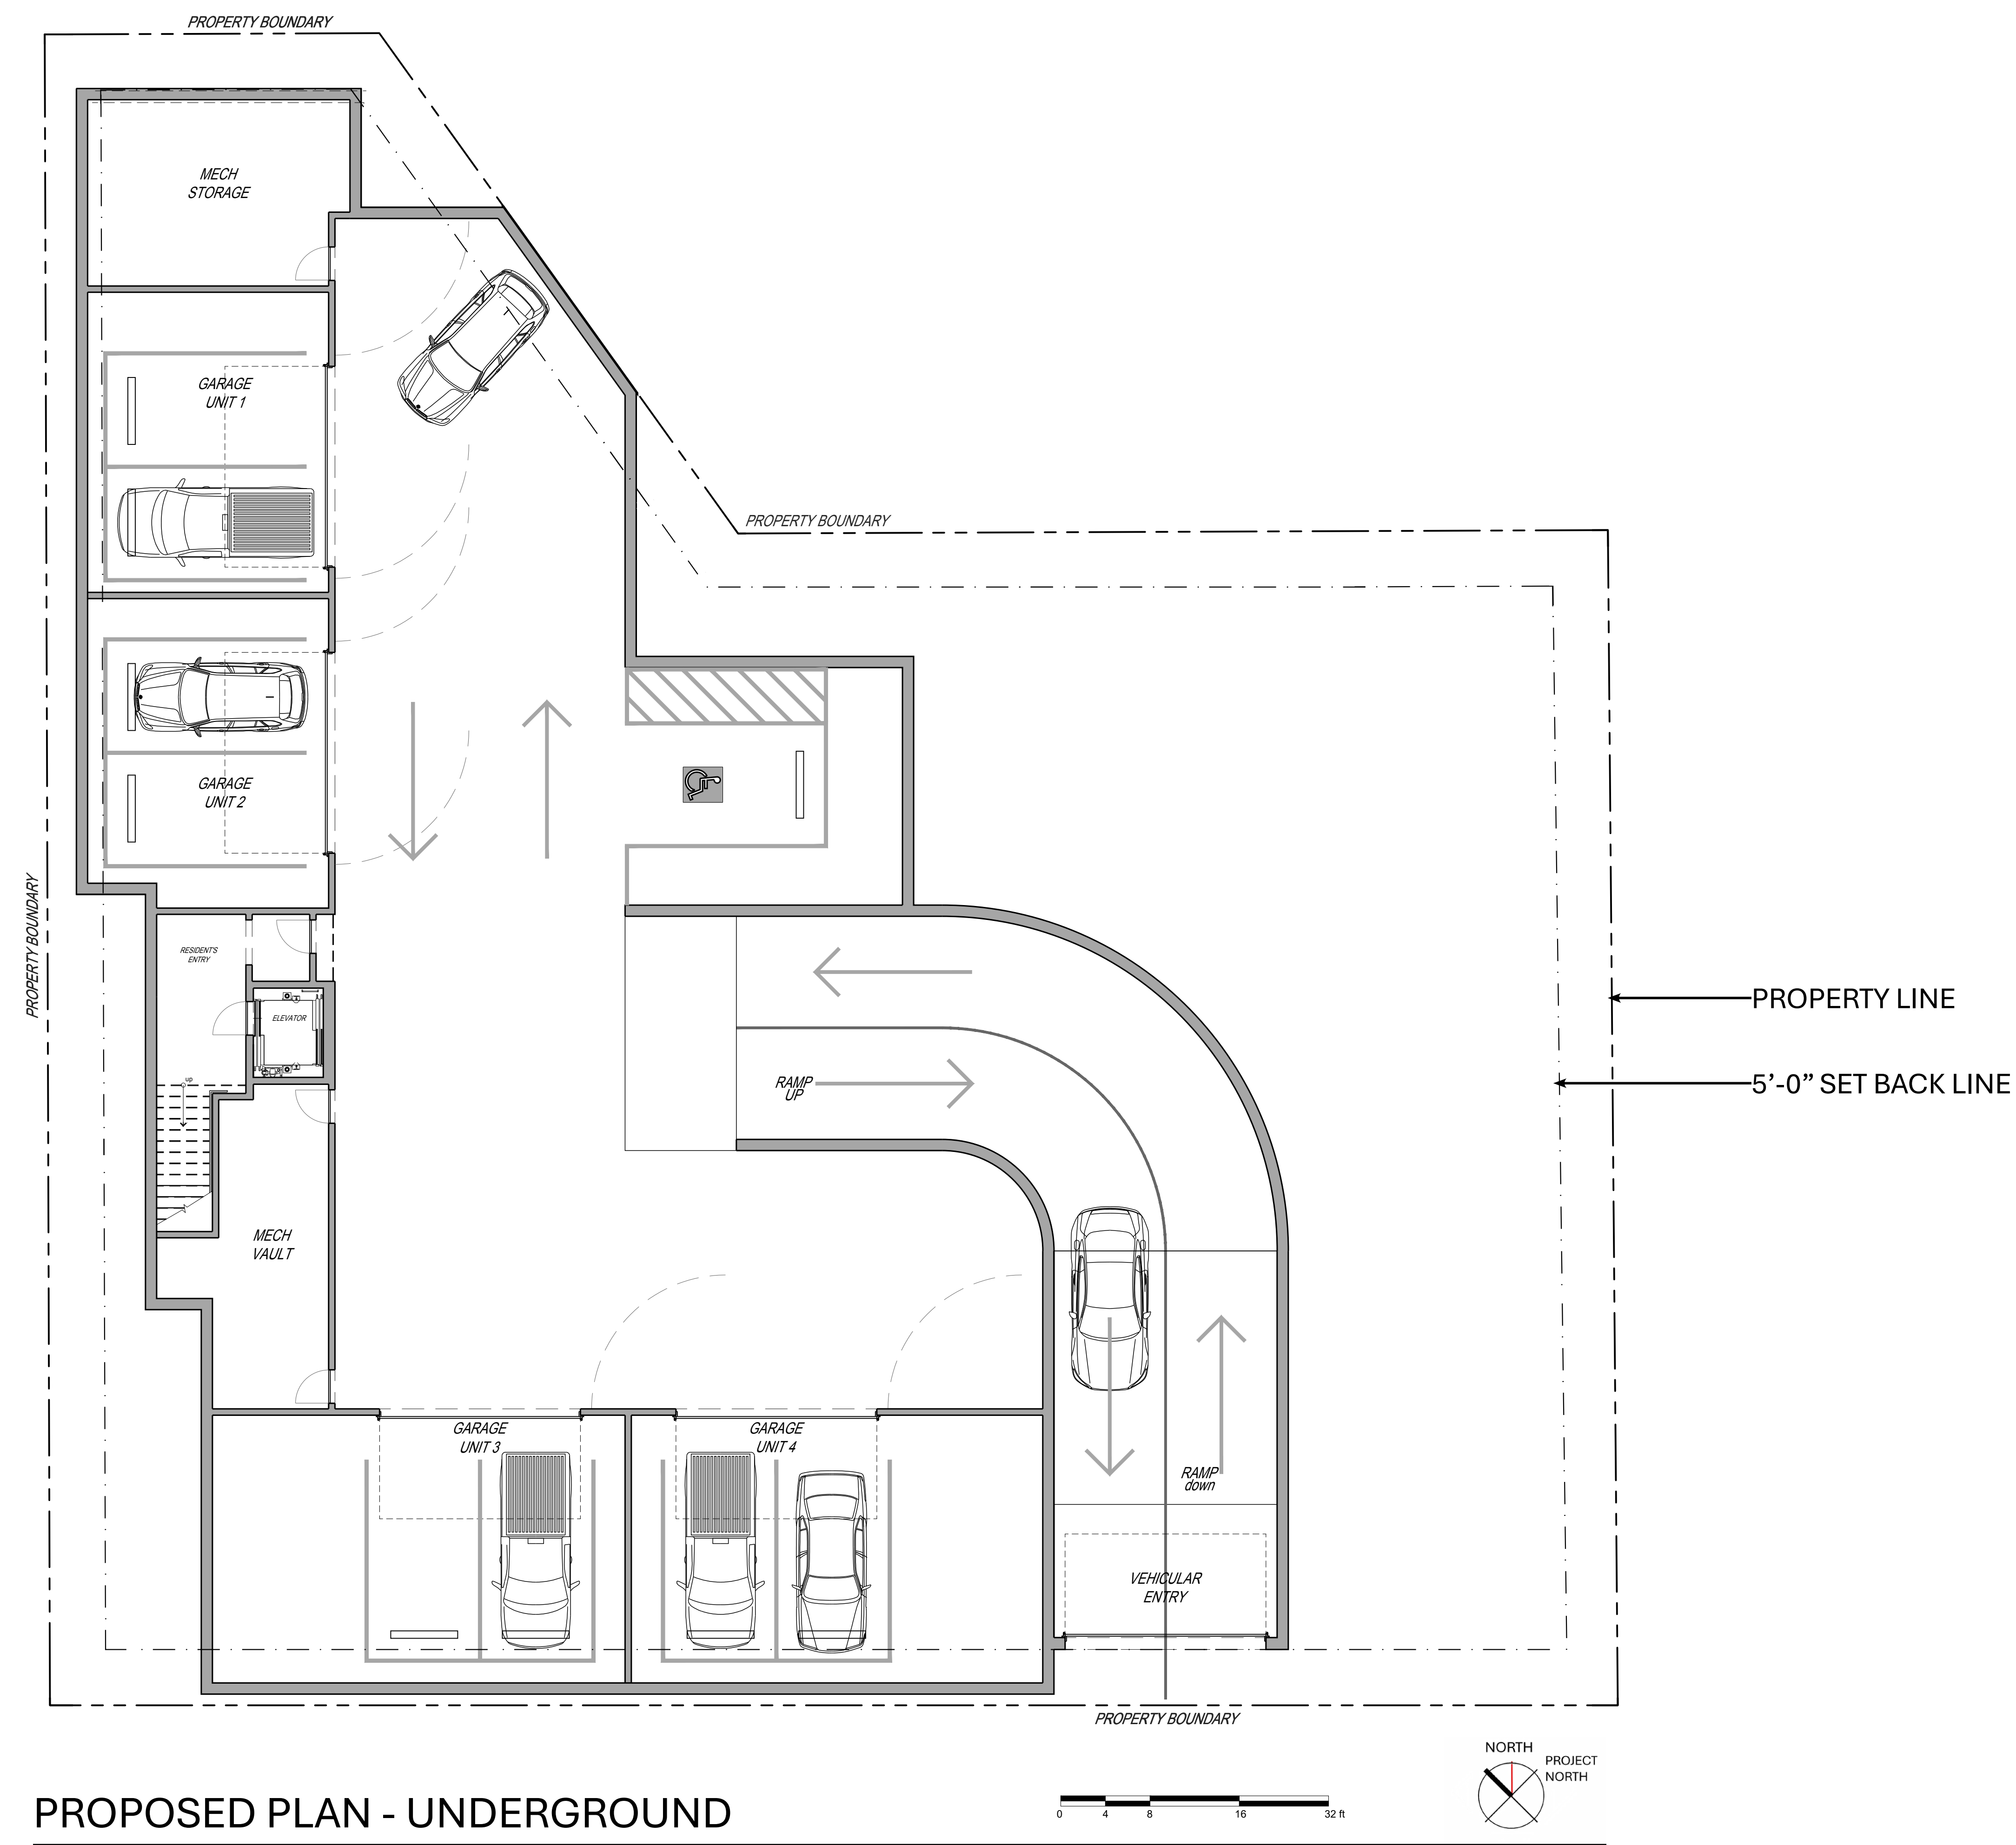 PROPERTY BOUNDARY
MECH
STORAGE
GARAGE
UNIT 1
PROPERTY BOUNDARY
GARAGE
UNIT 2
PROPERTY BOUNDARY
RESIDENT'S
ENTRY
ELEVATOR
PROPERTY LINE
up
RAMP
UP
5'-0" SET BACK LINE
MECH
VAULT
GARAGE
UNIT 3
GARAGE
UNIT 4
RAMP
down
VEHICULAR
ENTRY
PROPERTY BOUNDARY
NORTH
PROJECT
NORTH
PROPOSED PLAN - UNDERGROUND
0 4 8 16 32 ft